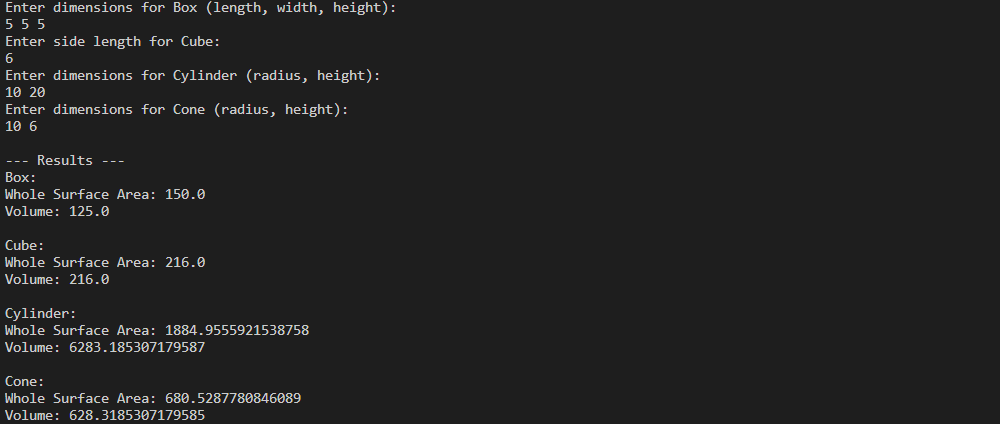 Enter dimensions for Box (length, width, height):
5 5 5
Enter side length for Cube:
6
Enter dimensions for Cylinder (radius, height):
10 20
Enter dimensions for Cone (radius, height):
10 6

--- Results ---
Box:
Whole Surface Area: 150.0
Volume: 125.0

Cube:
Whole Surface Area: 216.0
Volume: 216.0

Cylinder:
Whole Surface Area: 1884.9555921538758
Volume: 6283.185307179587

Cone:
Whole Surface Area: 680.5287780846089
Volume: 628.3185307179585